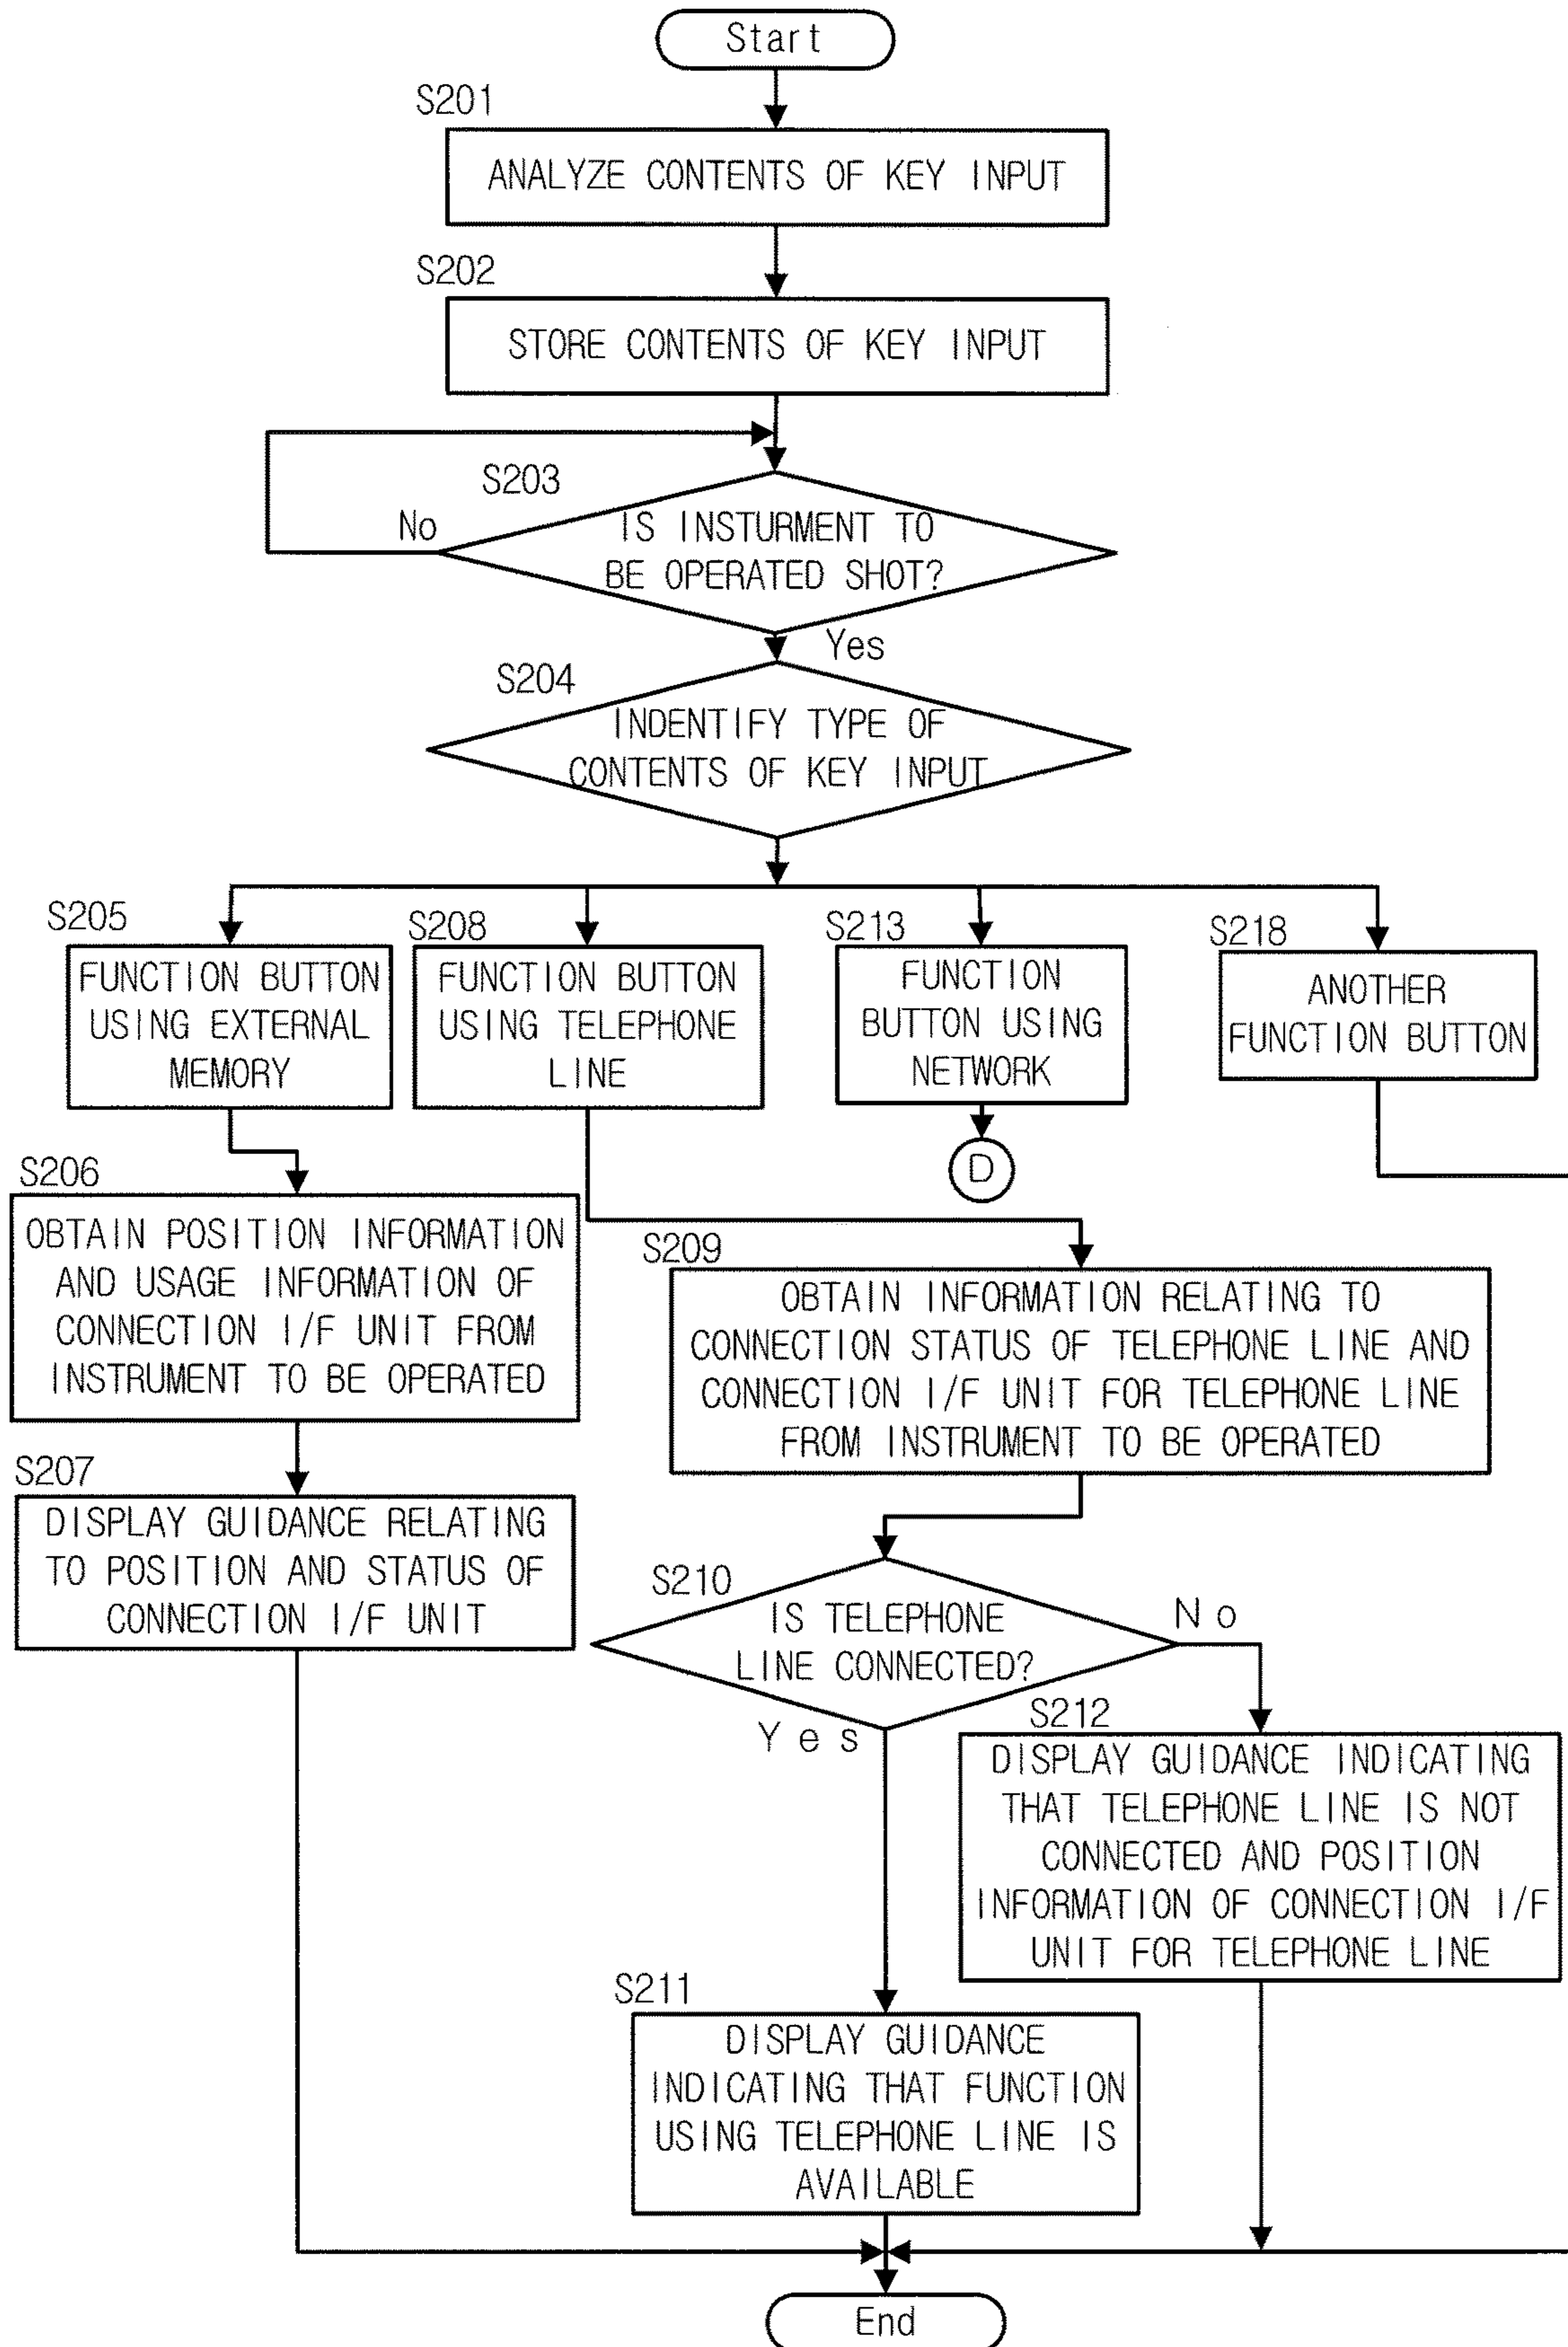 Start
S201
ANALYZE CONTENTS OF KEY INPUT
S202
STORE CONTENTS OF KEY INPUT
S203
No
IS INSTURMENT TO
BE OPERATED SHOT?
Yes
S204
INDENTIFY TYPE OF
CONTENTS OF KEY INPUT
S205
FUNCTION BUTTON
USING EXTERNAL
MEMORY
S208
FUNCTION BUTTON
USING TELEPHONE
LINE
S213
FUNCTION
BUTTON USING
NETWORK
D
S218
ANOTHER
FUNCTION BUTTON
S206
OBTAIN POSITION INFORMATION
AND USAGE INFORMATION OF
CONNECTION I/F UNIT FROM
INSTRUMENT TO BE OPERATED
S207
DISPLAY GUIDANCE RELATING
TO POSITION AND STATUS OF
CONNECTION I/F UNIT
S209
OBTAIN INFORMATION RELATING TO
CONNECTION STATUS OF TELEPHONE LINE AND
CONNECTION I/F UNIT FOR TELEPHONE LINE
FROM INSTRUMENT TO BE OPERATED
S210
IS TELEPHONE
LINE CONNECTED?
No
Yes
S212
DISPLAY GUIDANCE INDICATING
THAT TELEPHONE LINE IS NOT
CONNECTED AND POSITION
INFORMATION OF CONNECTION I/F
UNIT FOR TELEPHONE LINE
S211
DISPLAY GUIDANCE
INDICATING THAT FUNCTION
USING TELEPHONE LINE IS
AVAILABLE
End